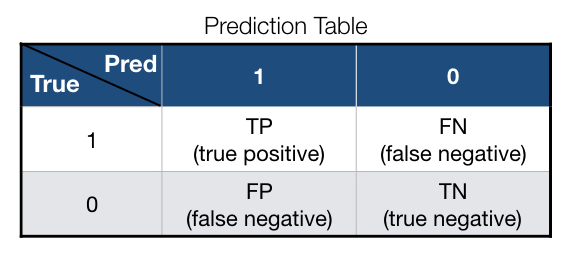 Prediction Table
Pred
True
1
0
1
TP
(true positive)
FN
(false negative)
0
FP
(false negative)
TN
(true negative)